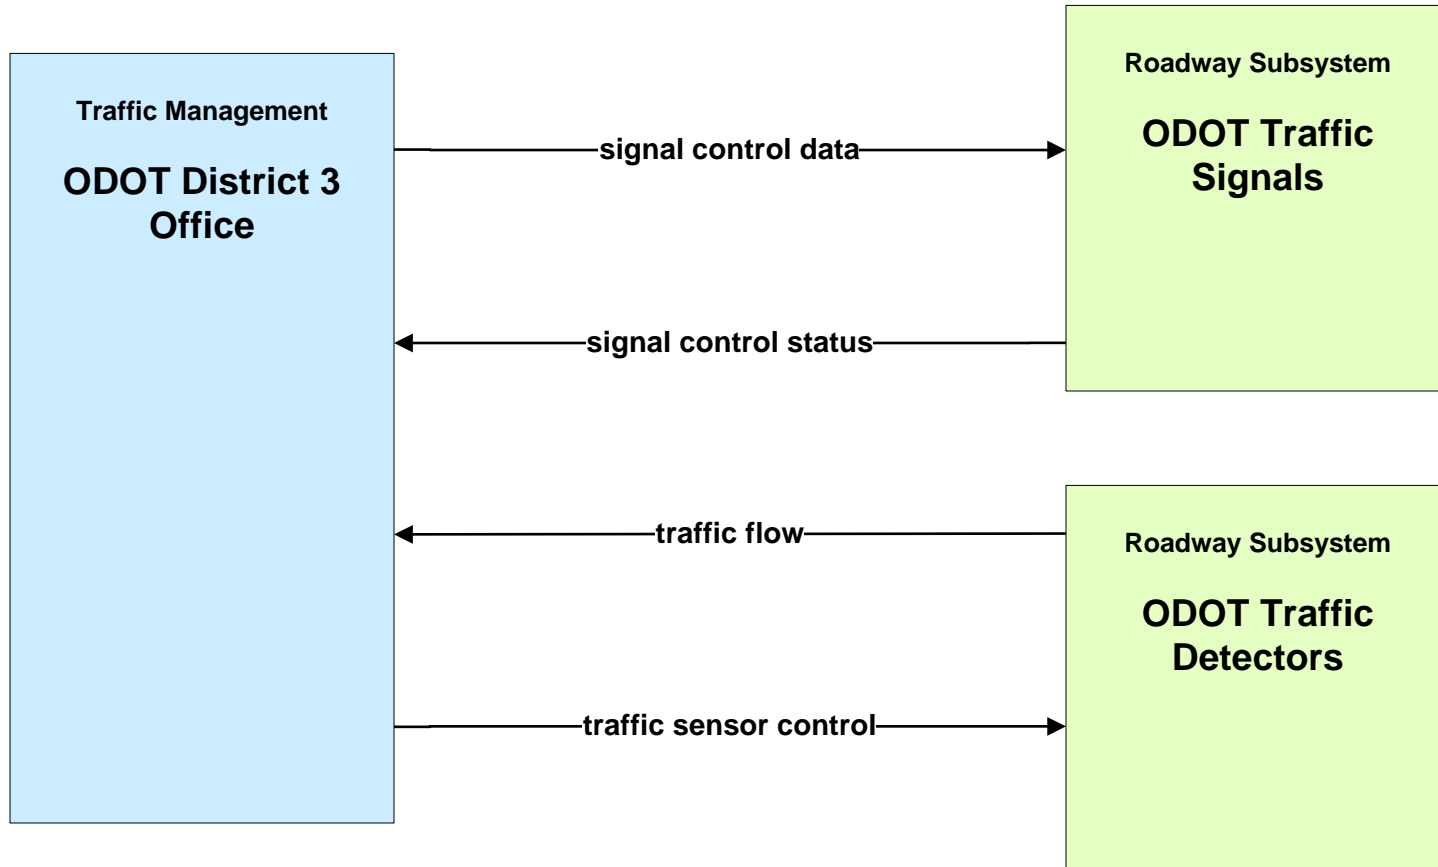 Traffic Management
ODOT District 3
Office
signal control data
signal control status
traffic flow
traffic sensor control
Roadway Subsystem
ODOT Traffic
Signals
Roadway Subsystem
ODOT Traffic
Detectors